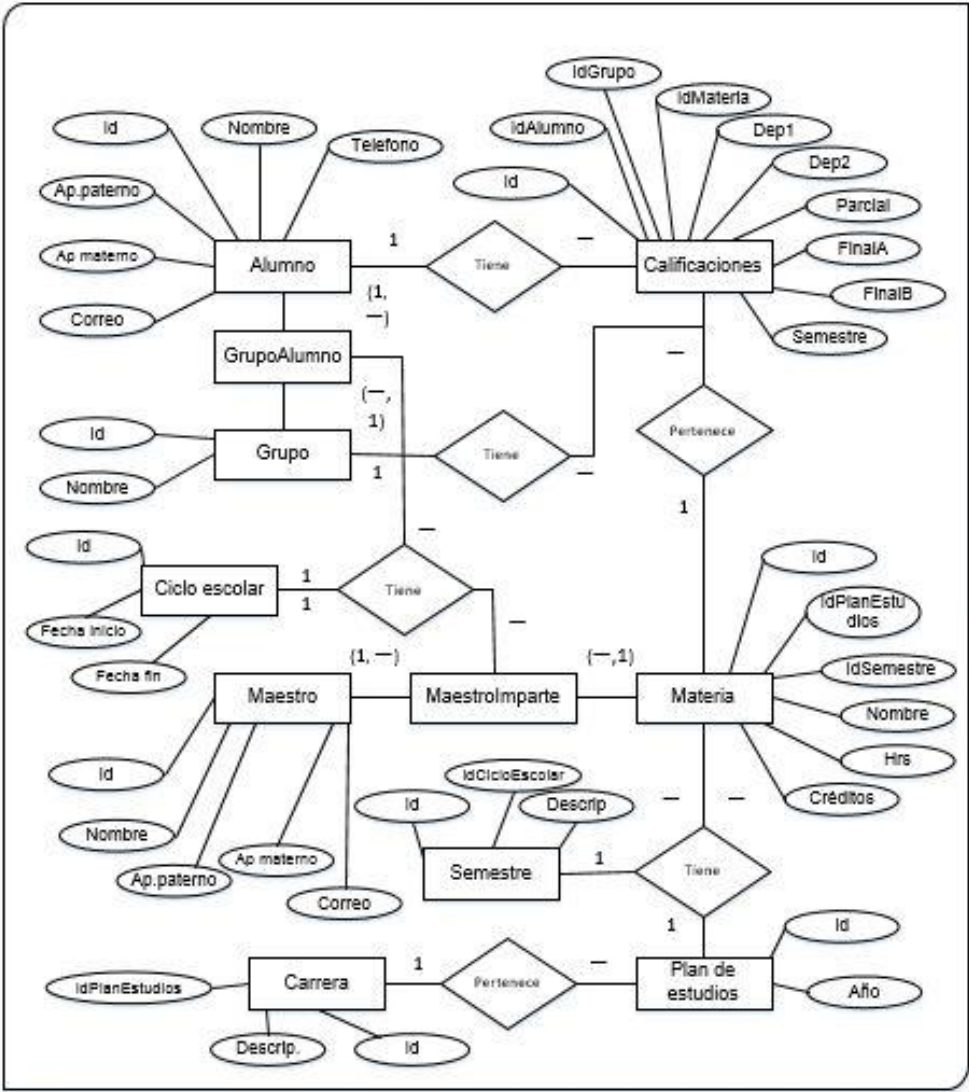 IdGrupo
IdMateria
Id
Nombre
Telefono
IdAlumno
Dep1
Dep2
Ap.paterno
Id
Parcial
Ap materno
Alumno
1
Tiene
—
Calificaciones
FinalA
FinalB
Correo
(1,
—)
Semestre
GrupoAlumno
—
(—,
1)
Id
Grupo
1
Tiene
—
Pertenece
Nombre
1
—
Id
Ciclo escolar
1
1
Tiene
Id
IdPlanEstu
dios
Fecha inicio
—
Fecha fin
(1, —)
(—,1)
IdSemestre
Maestro
MaestroImparte
Materia
Nombre
Id
Hrs
IdCicloEscolar
Id
Descrip
—
—
Créditos
Nombre
Ap materno
Ap.paterno
Semestre
1
Tiene
Correo
1
Id
IdPlanEstudios
Carrera
1
Pertenece
—
Plan de
estudios
Año
Descrip.
Id